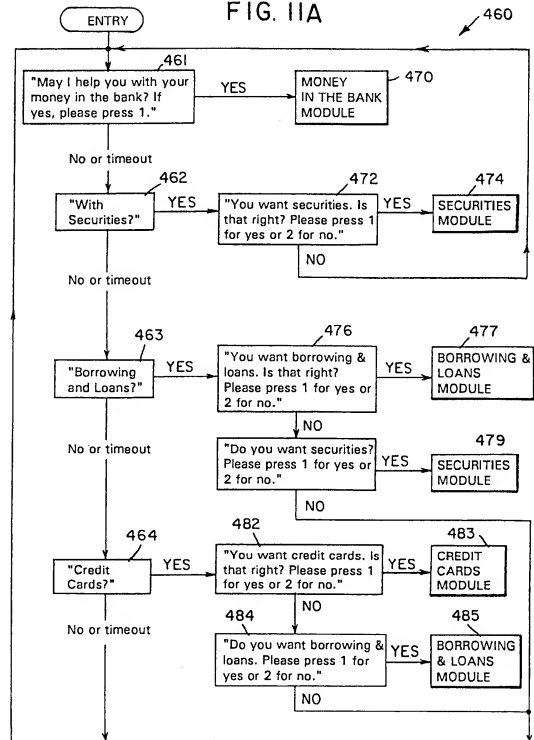 FIG. 11A
ENTRY
460
461
"May I help you with your
money in the bank? If
yes, please press 1."
YES
MONEY
IN THE BANK
MODULE
470
No or timeout
462
"With
Securities?"
YES
472
"You want securities. Is
that right? Please press 1
for yes or 2 for no."
YES
474
SECURITIES
MODULE
NO
No or timeout
463
"Borrowing
and Loans?"
YES
476
"You want borrowing &
loans. Is that right?
Please press 1 for yes or
2 for no."
YES
477
BORROWING &
LOANS
MODULE
NO
No or timeout
"Do you want securities?
Please press 1 for yes or
2 for no."
YES
479
SECURITIES
MODULE
NO
464
"Credit
Cards?"
YES
482
"You want credit cards. Is
that right? Please press 1
for yes or 2 for no."
YES
483
CREDIT
CARDS
MODULE
NO
No or timeout
484
"Do you want borrowing &
loans. Please press 1 for
yes or 2 for no."
YES
485
BORROWING
& LOANS
MODULE
NO